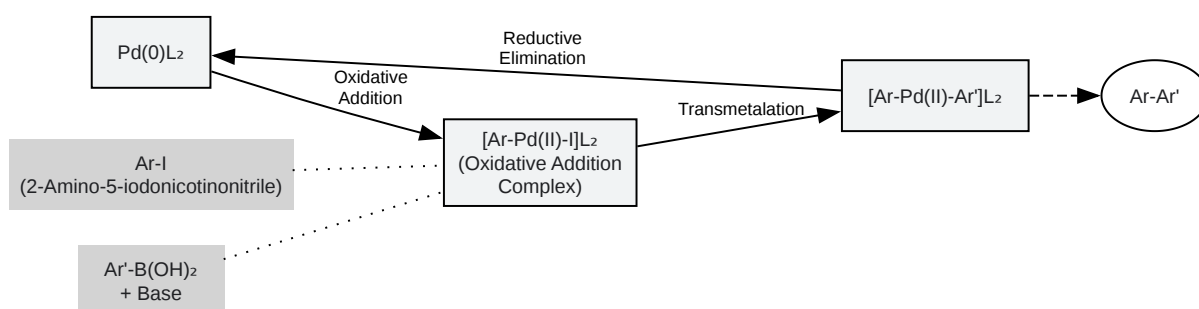 Pd(0)L₂
Reductive
Elimination
Oxidative
Addition
[Ar-Pd(II)-Ar']L₂
Ar-Ar'
Transmetalation
[Ar-Pd(II)-I]L₂
(Oxidative Addition
Complex)
Ar-I
(2-Amino-5-iodonicotinonitrile)
Ar'-B(OH)₂
+ Base